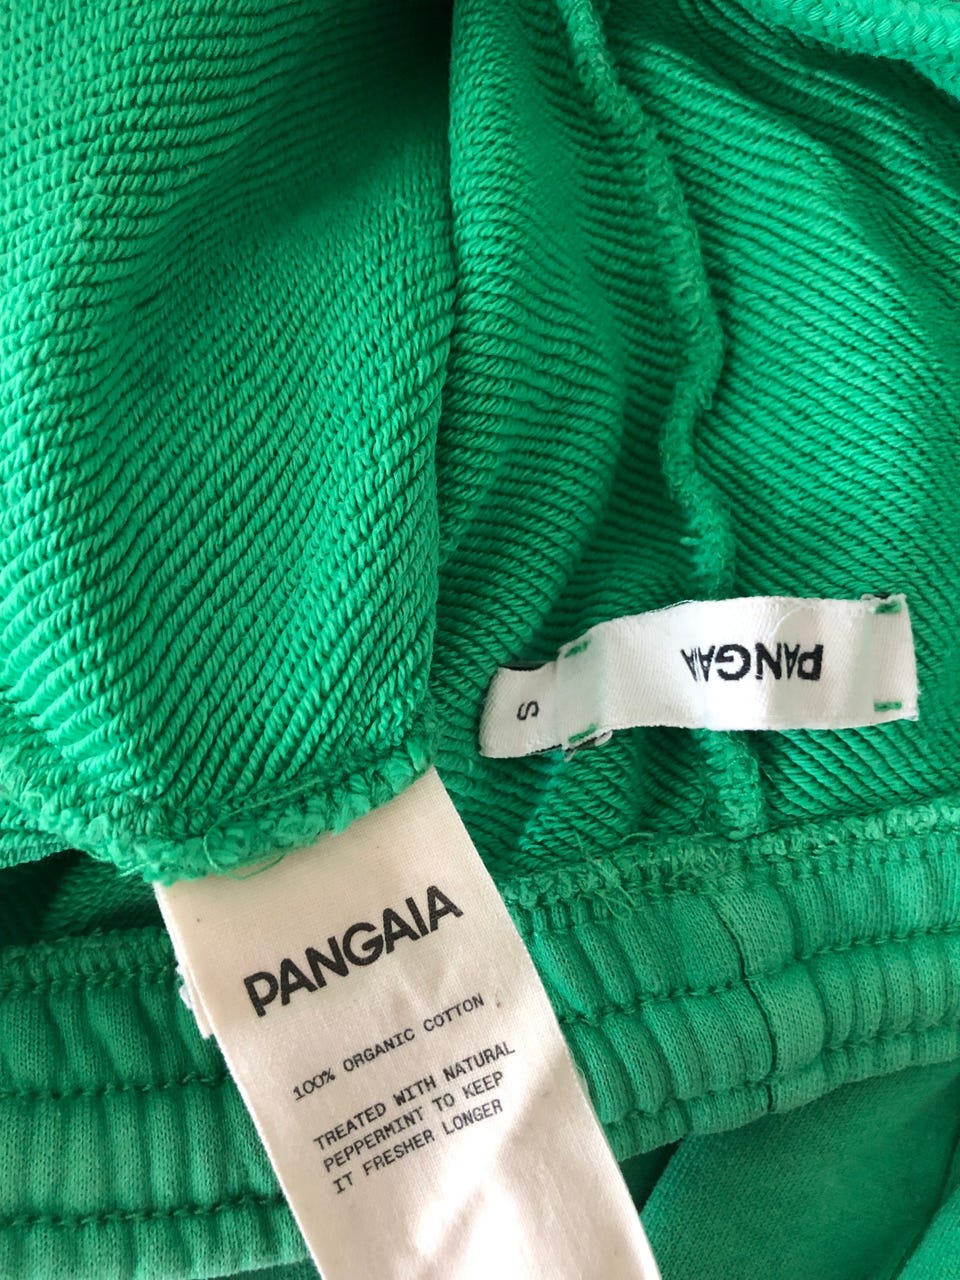 PANGAIA
S
PANGAIA
100% ORGANIC COTTON
TREATED WITH NATURAL
PEPPERMINT TO KEEP
IT FRESHER LONGER